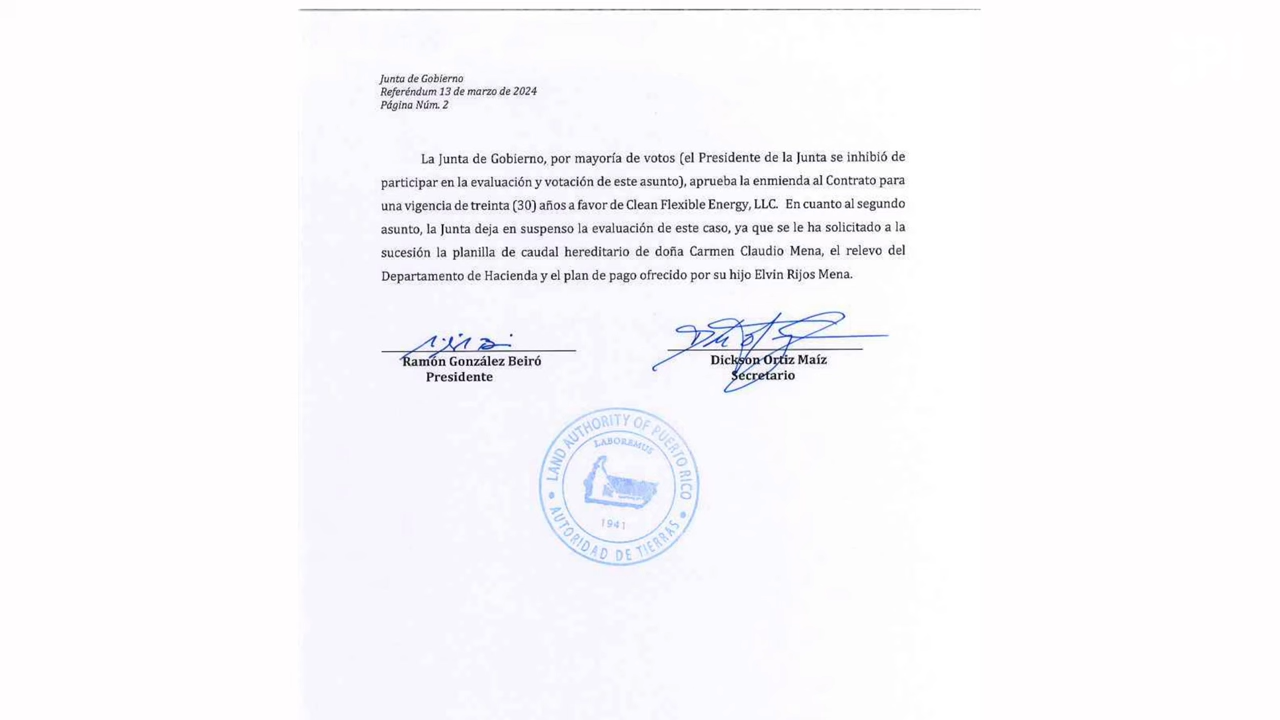 Junta de Gobierno
Referéndum 13 de marzo de 2024
Página Núm. 2
La Junta de Gobierno, por mayoría de votos (el Presidente de la Junta se inhibió de
participar en la evaluación y votación de este asunto), aprueba la enmienda al Contrato para
una vigencia de treinta (30) años a favor de Clean Flexible Energy, LLC. En cuanto al segundo
asunto, la Junta deja en suspenso la evaluación de este caso, ya que se le ha solicitado a la
sucesión la planilla de caudal hereditario de doña Carmen Claudio Mena, el relevo del
Departamento de Hacienda y el plan de pago ofrecido por su hijo Elvin Rijos Mena.
Ramón González Beiró
Presidente
Dickson Ortiz Maíz
Secretario
LAND AUTHORITY OF PUERTO RICO
LABOREMUS
1941
AUTORIDAD DE TIERRAS